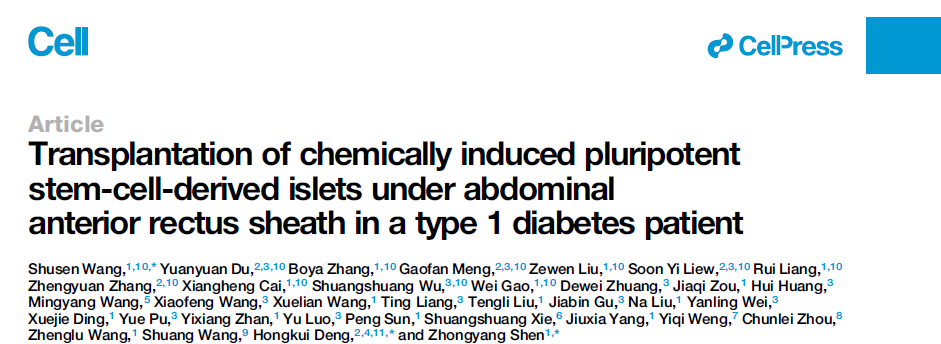 Cell
CellPress
Article
Transplantation of chemically induced pluripotent
stem-cell-derived islets under abdominal
anterior rectus sheath in a type 1 diabetes patient
Shusen Wang,1,10,* Yuanyuan Du,2,3,10 Boya Zhang,1,10 Gaofan Meng,2,3,10 Zewen Liu,1,10 Soon Yi Liew,2,3,10 Rui Liang,1,10
Zhengyuan Zhang,2,10 Xiangheng Cai,1,10 Shuangshuang Wu,3,10 Wei Gao,1,10 Dewei Zhuang,3 Jiaqi Zou,1 Hui Huang,3
Mingyang Wang,5 Xiaofeng Wang,3 Xuelian Wang,1 Ting Liang,3 Tengli Liu,1 Jiabin Gu,3 Na Liu,1 Yanling Wei,3
Xuejie Ding,1 Yue Pu,3 Yixiang Zhan,1 Yu Luo,3 Peng Sun,1 Shuangshuang Xie,6 Jiuxia Yang,1 Yiqi Weng,7 Chunlei Zhou,8
Zhenglu Wang,1 Shuang Wang,9 Hongkui Deng,2,4,11,* and Zhongyang Shen1,*